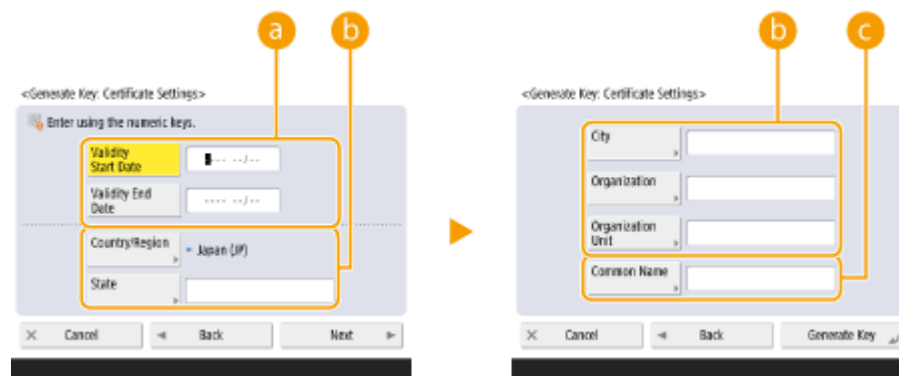 a
b
<Generate Key: Certificate Settings>
Enter using the numeric keys.
Validity
Start Date
---- --/--
Validity End
Date
---- --/--
Country/Region
Japan (JP)
State
Cancel
Back
Next
b
c
<Generate Key: Certificate Settings>
City
Organization
Organization
Unit
Common Name
Cancel
Back
Generate Key